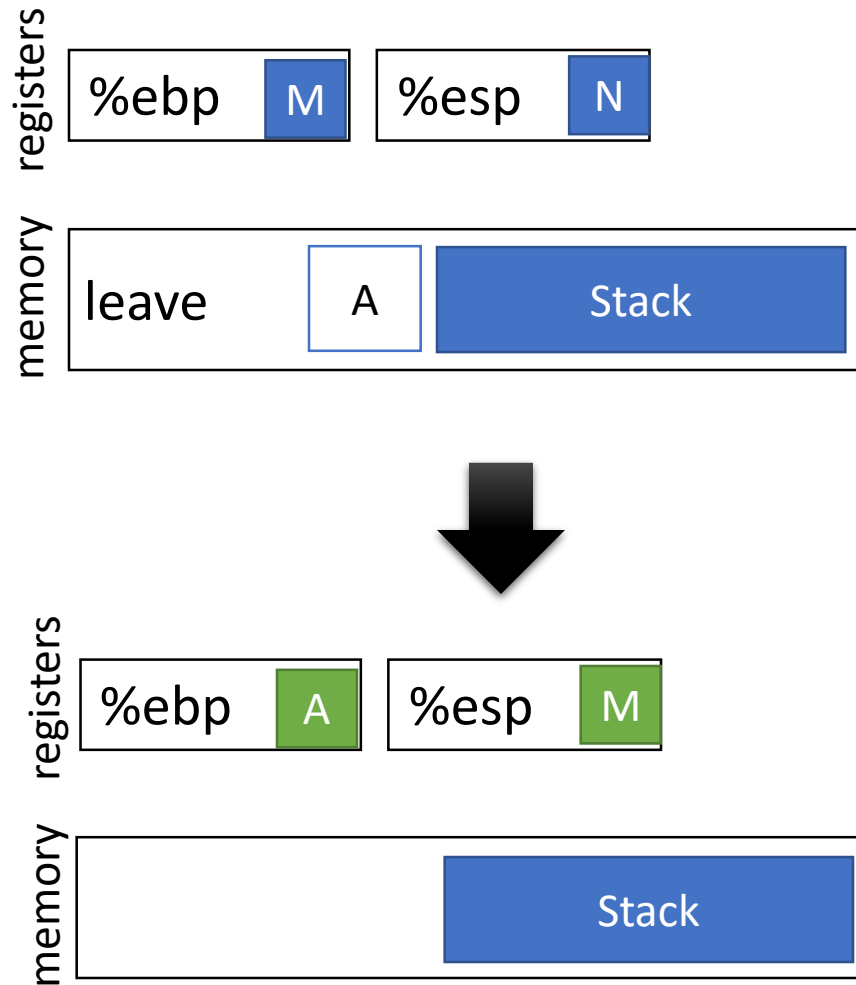 registers
%ebp M %esp N
memory
leave A Stack
registers
%ebp A %esp M
memory
Stack